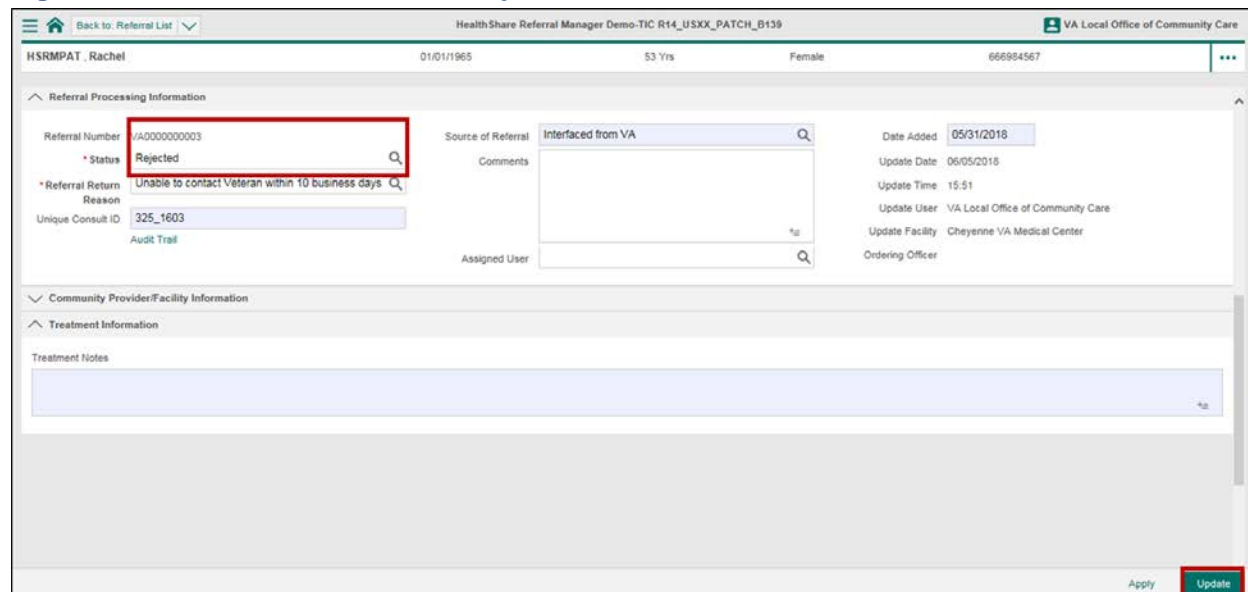 Back to: Referral List HealthShare Referral Manager Demo-TIC R14_USXX_PATCH_B139 VA Local Office of Community Care
HSRMPAT , Rachel 01/01/1965 53 Yrs Female 666984567
Referral Processing Information
Referral Number VA0000000003 Source of Referral Interfaced from VA Date Added 05/31/2018
* Status Rejected Comments Update Date 06/05/2018
* Referral Return Reason Unable to contact Veteran within 10 business days Update Time 15:51
Unique Consult ID 325_1603 Update User VA Local Office of Community Care
Audit Trail Update Facility Cheyenne VA Medical Center
Assigned User Ordering Officer
Community Provider/Facility Information
Treatment Information
Treatment Notes
Apply Update